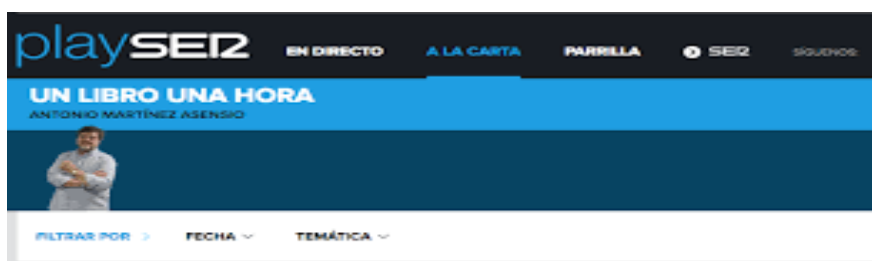 playSER EN DIRECTO A LA CARTA PARRILLA SER SÍGUENOS:
UN LIBRO UNA HORA
ANTONIO MARTÍNEZ ASENSIO
FILTRAR POR > FECHA TEMÁTICA